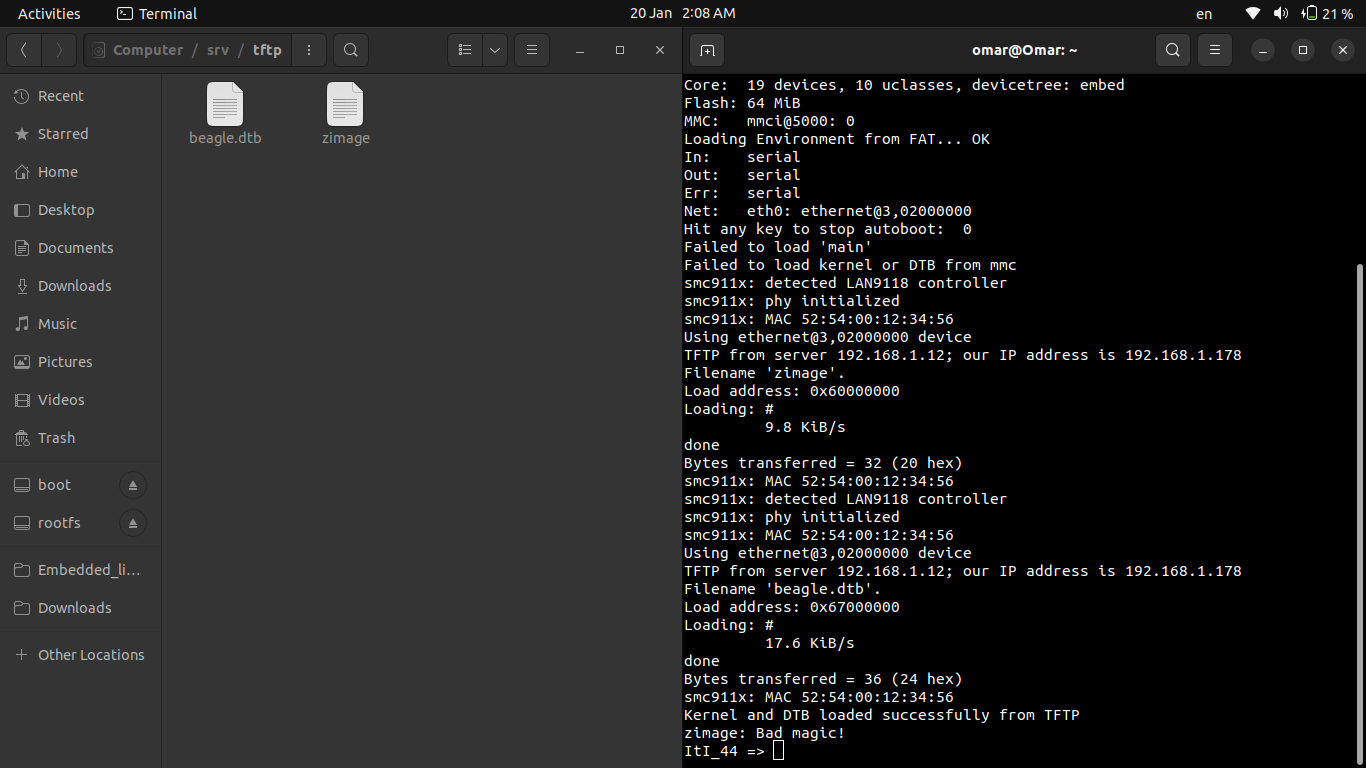 Activities
Terminal
20 Jan 2:08 AM
en
21 %
Computer / srv / tftp
Recent
Starred
Home
Desktop
Documents
Downloads
Music
Pictures
Videos
Trash
boot
rootfs
Embedded_li...
Downloads
Other Locations
beagle.dtb
zimage
omar@Omar: ~
Core:  19 devices, 10 uclasses, devicetree: embed
Flash: 64 MiB
MMC:   mmci@5000: 0
Loading Environment from FAT... OK
In:    serial
Out:   serial
Err:   serial
Net:   eth0: ethernet@3,02000000
Hit any key to stop autoboot:  0
Failed to load 'main'
Failed to load kernel or DTB from mmc
smc911x: detected LAN9118 controller
smc911x: phy initialized
smc911x: MAC 52:54:00:12:34:56
Using ethernet@3,02000000 device
TFTP from server 192.168.1.12; our IP address is 192.168.1.178
Filename 'zimage'.
Load address: 0x60000000
Loading: #
9.8 KiB/s
done
Bytes transferred = 32 (20 hex)
smc911x: MAC 52:54:00:12:34:56
smc911x: detected LAN9118 controller
smc911x: phy initialized
smc911x: MAC 52:54:00:12:34:56
Using ethernet@3,02000000 device
TFTP from server 192.168.1.12; our IP address is 192.168.1.178
Filename 'beagle.dtb'.
Load address: 0x67000000
Loading: #
17.6 KiB/s
done
Bytes transferred = 36 (24 hex)
smc911x: MAC 52:54:00:12:34:56
Kernel and DTB loaded successfully from TFTP
zimage: Bad magic!
ItI_44 =>